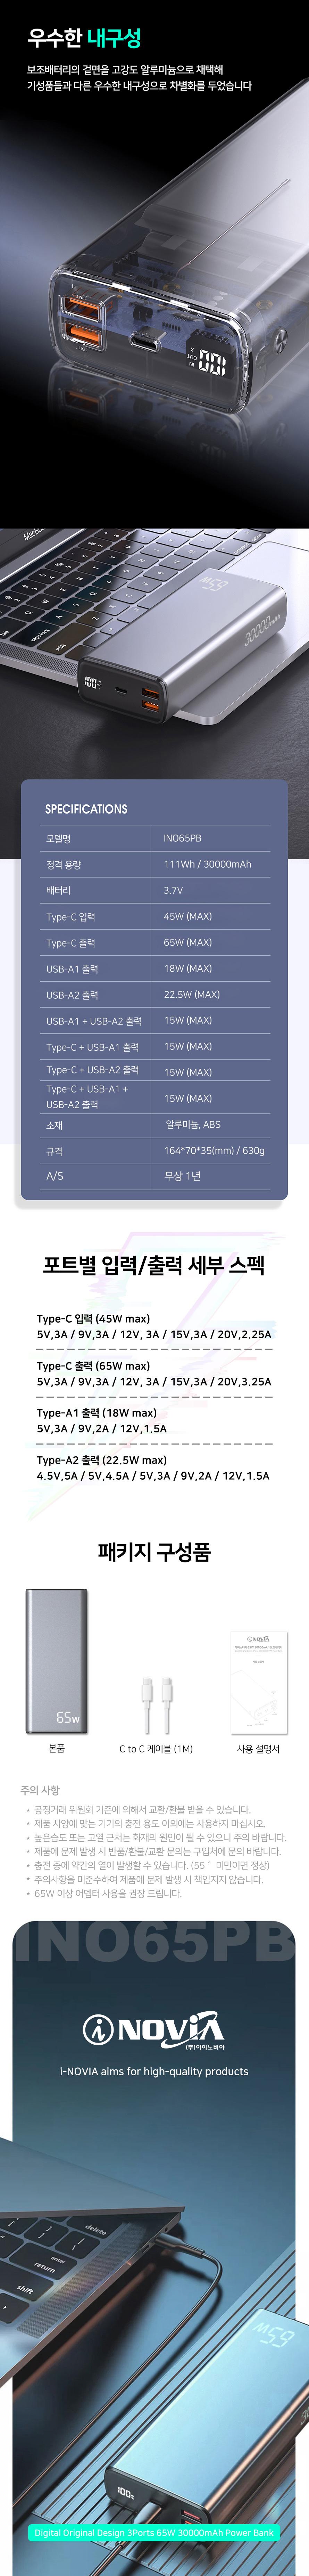 우수한 내구성
보조배터리의 겉면을 고강도 알루미늄으로 채택해
기성품들과 다른 우수한 내구성으로 차별화를 두었습니다
IN
OUT
00
MacBoo
caps lock
shift
65W
30000mAh
100
SPECIFICATIONS
모델명 INO65PB
정격 용량 111Wh / 30000mAh
배터리 3.7V
Type-C 입력 45W (MAX)
Type-C 출력 65W (MAX)
USB-A1 출력 18W (MAX)
USB-A2 출력 22.5W (MAX)
USB-A1 + USB-A2 출력 15W (MAX)
Type-C + USB-A1 출력 15W (MAX)
Type-C + USB-A2 출력 15W (MAX)
Type-C + USB-A1 +
USB-A2 출력 15W (MAX)
소재 알루미늄, ABS
규격 164*70*35(mm) / 630g
A/S 무상 1년
포트별 입력/출력 세부 스펙
Type-C 입력 (45W max)
5V,3A / 9V,3A / 12V, 3A / 15V,3A / 20V,2.25A
Type-C 출력 (65W max)
5V,3A / 9V,3A / 12V, 3A / 15V,3A / 20V,3.25A
Type-A1 출력 (18W max)
5V,3A / 9V,2A / 12V,1.5A
Type-A2 출력 (22.5W max)
4.5V,5A / 5V,4.5A / 5V,3A / 9V,2A / 12V,1.5A
패키지 구성품
65w
i NOVIA
본품
C to C 케이블 (1M)
사용 설명서
주의 사항
• 공정거래 위원회 기준에 의해서 교환/환불 받을 수 있습니다.
• 제품 사양에 맞는 기기의 충전 용도 이외에는 사용하지 마십시오.
• 높은습도 또는 고열 근처는 화재의 원인이 될 수 있으니 주의 바랍니다.
• 제품에 문제 발생 시 반품/환불/교환 문의는 구입처에 문의 바랍니다.
• 충전 중에 약간의 열이 발생할 수 있습니다. (55 ° 미만이면 정상)
• 주의사항을 미준수하여 제품에 문제 발생 시 책임지지 않습니다.
• 65W 이상 어댑터 사용을 권장 드립니다.
INO65PB
i NOVIA
(주)아이노비아
i-NOVIA aims for high-quality products
delete
enter
return
shift
65W
100%
Digital Original Design 3Ports 65W 30000mAh Power Bank